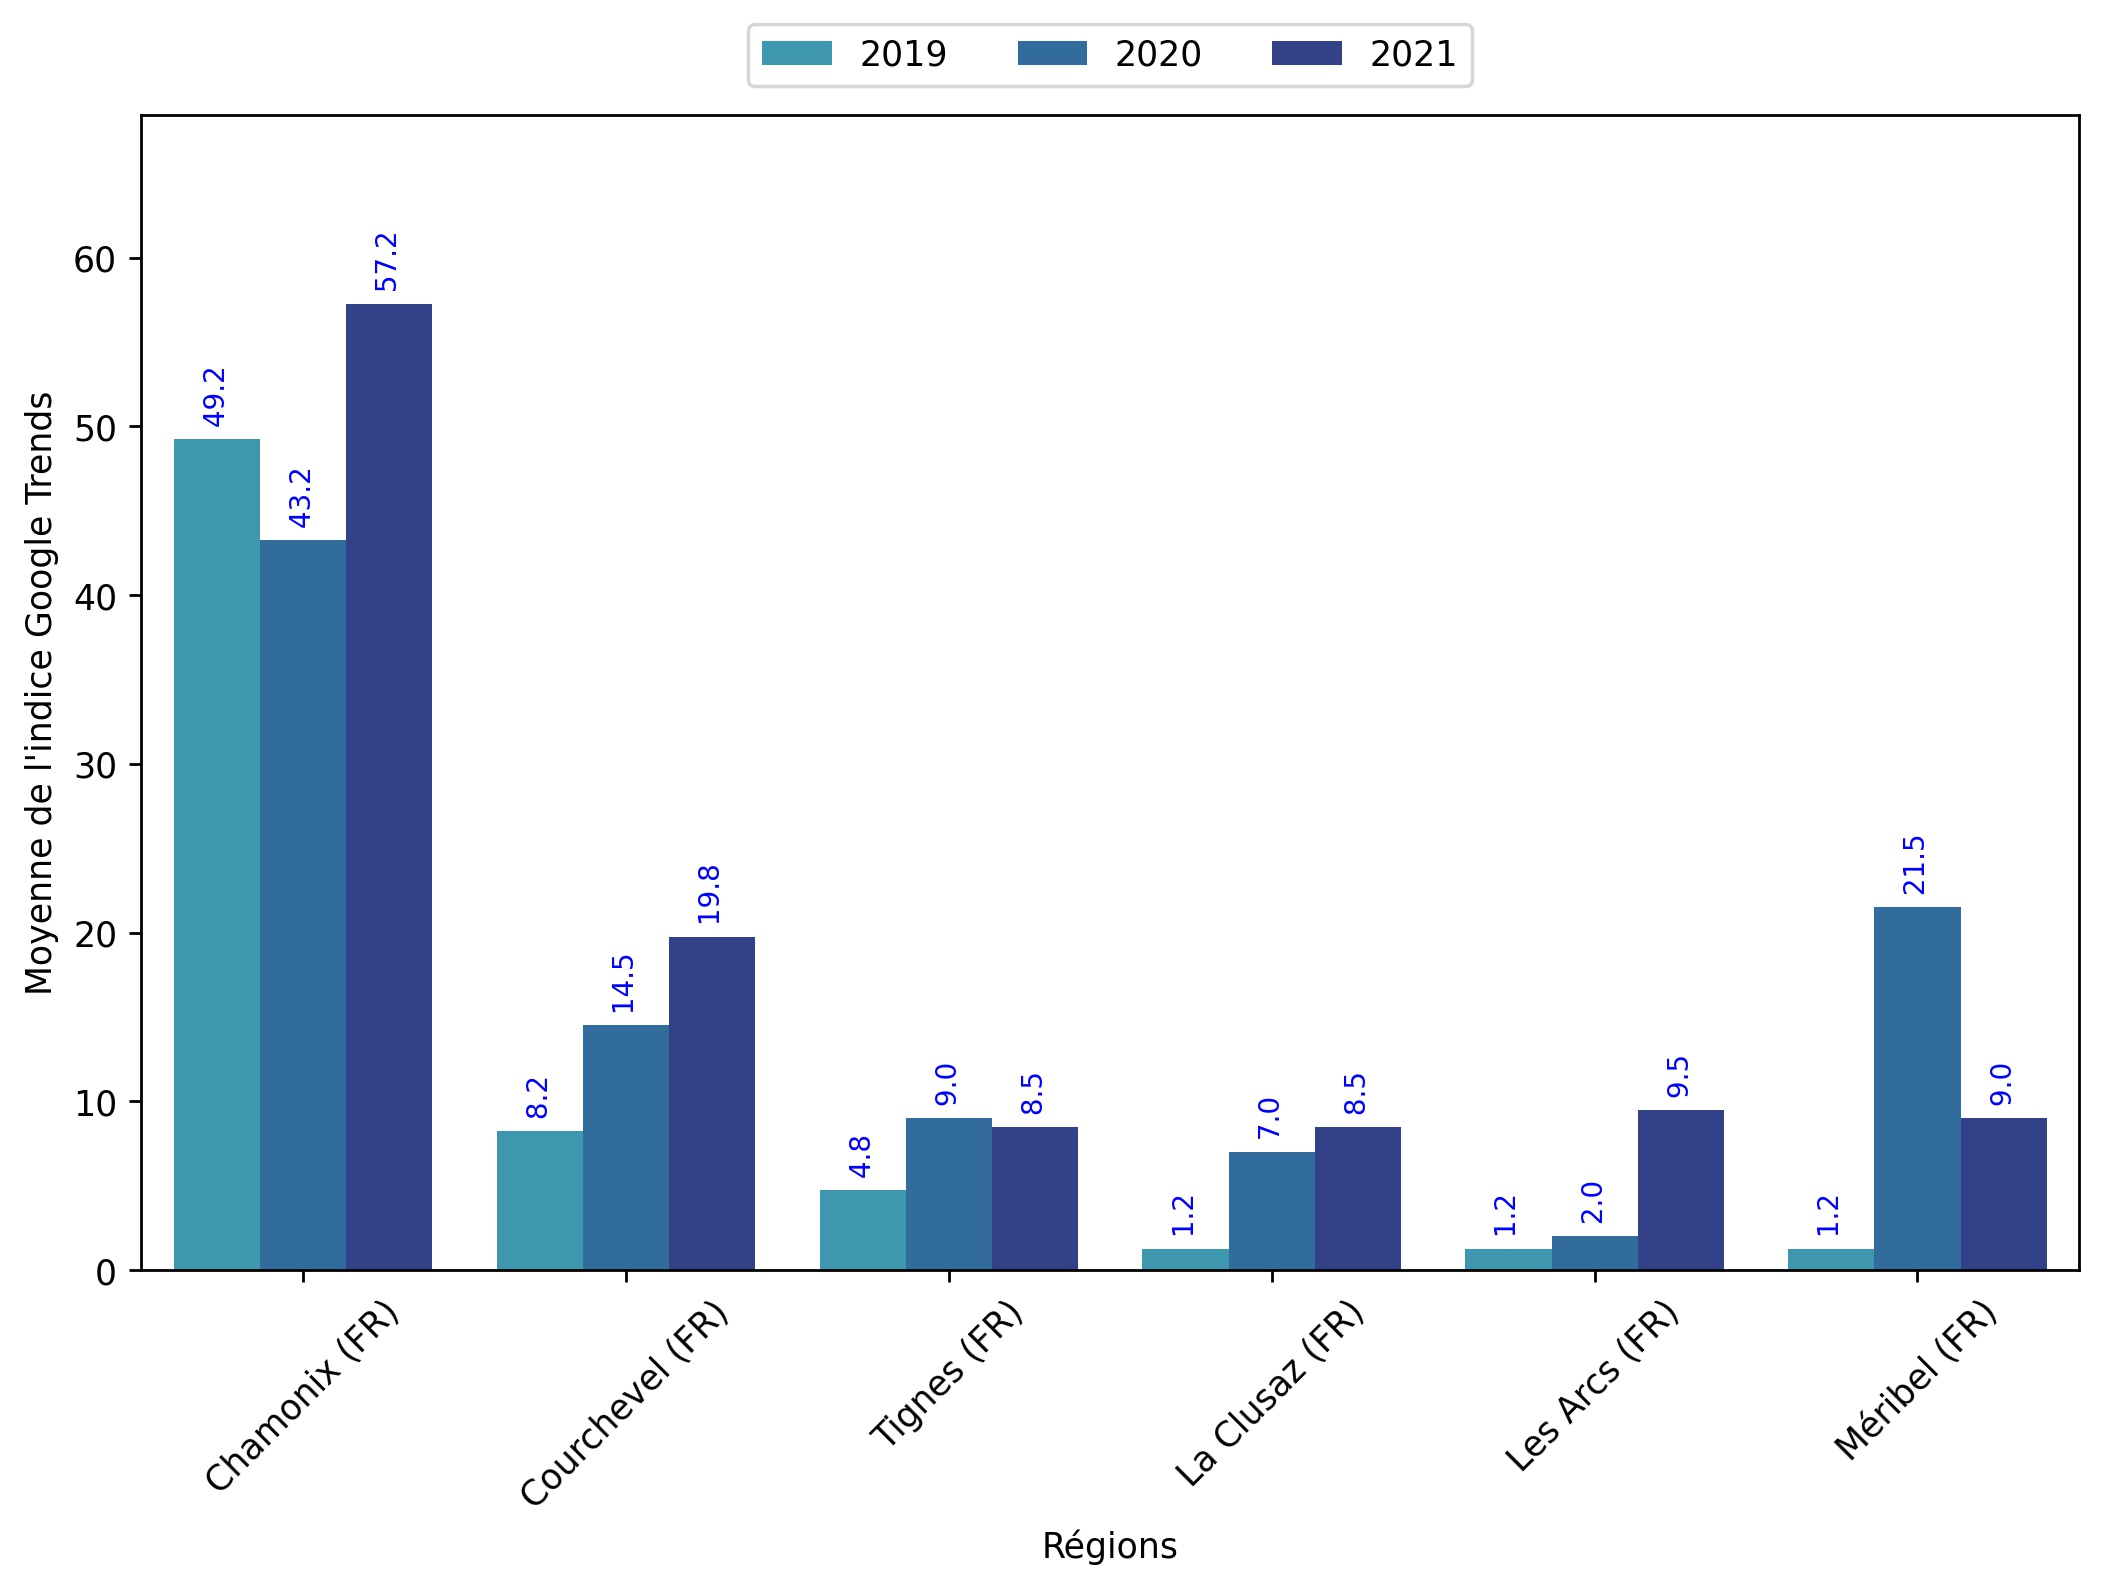 2019 2020 2021
Moyenne de l'indice Google Trends
60
50
40
30
20
10
0
49.2 43.2 57.2
8.2 14.5 19.8
4.8 9.0 8.5
1.2 7.0 8.5
1.2 2.0 9.5
1.2 21.5 9.0
Chamonix (FR)
Courchevel (FR)
Tignes (FR)
La Clusaz (FR)
Les Arcs (FR)
Méribel (FR)
Régions